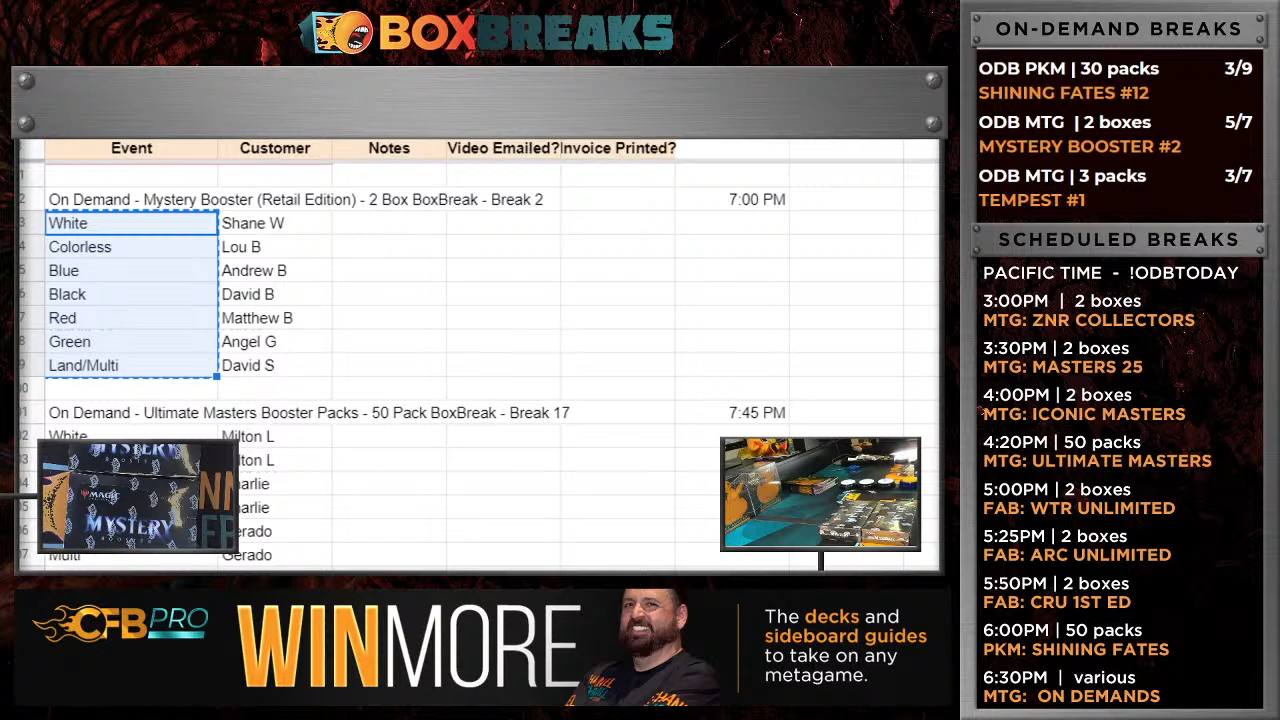 BOXBREAKS
Event Customer Notes Video Emailed? Invoice Printed?
On Demand - Mystery Booster (Retail Edition) - 2 Box BoxBreak - Break 2 7:00 PM
White Shane W
Colorless Lou B
Blue Andrew B
Black David B
Red Matthew B
Green Angel G
Land/Multi David S
On Demand - Ultimate Masters Booster Packs - 50 Pack BoxBreak - Break 17 7:45 PM
White Milton L
Multi Gerado
MYSTERY
BOOSTER
MAGIC
MYSTERY
BOOSTER
CFBPRO
WINMORE
The decks and
sideboard guides
to take on any
metagame.
ON-DEMAND BREAKS
ODB PKM | 30 packs 3/9
SHINING FATES #12
ODB MTG | 2 boxes 5/7
MYSTERY BOOSTER #2
ODB MTG | 3 packs 3/7
TEMPEST #1
SCHEDULED BREAKS
PACIFIC TIME - !ODBTODAY
3:00PM | 2 boxes
MTG: ZNR COLLECTORS
3:30PM | 2 boxes
MTG: MASTERS 25
4:00PM | 2 boxes
MTG: ICONIC MASTERS
4:20PM | 50 packs
MTG: ULTIMATE MASTERS
5:00PM | 2 boxes
FAB: WTR UNLIMITED
5:25PM | 2 boxes
FAB: ARC UNLIMITED
5:50PM | 2 boxes
FAB: CRU 1ST ED
6:00PM | 50 packs
PKM: SHINING FATES
6:30PM | various
MTG: ON DEMANDS